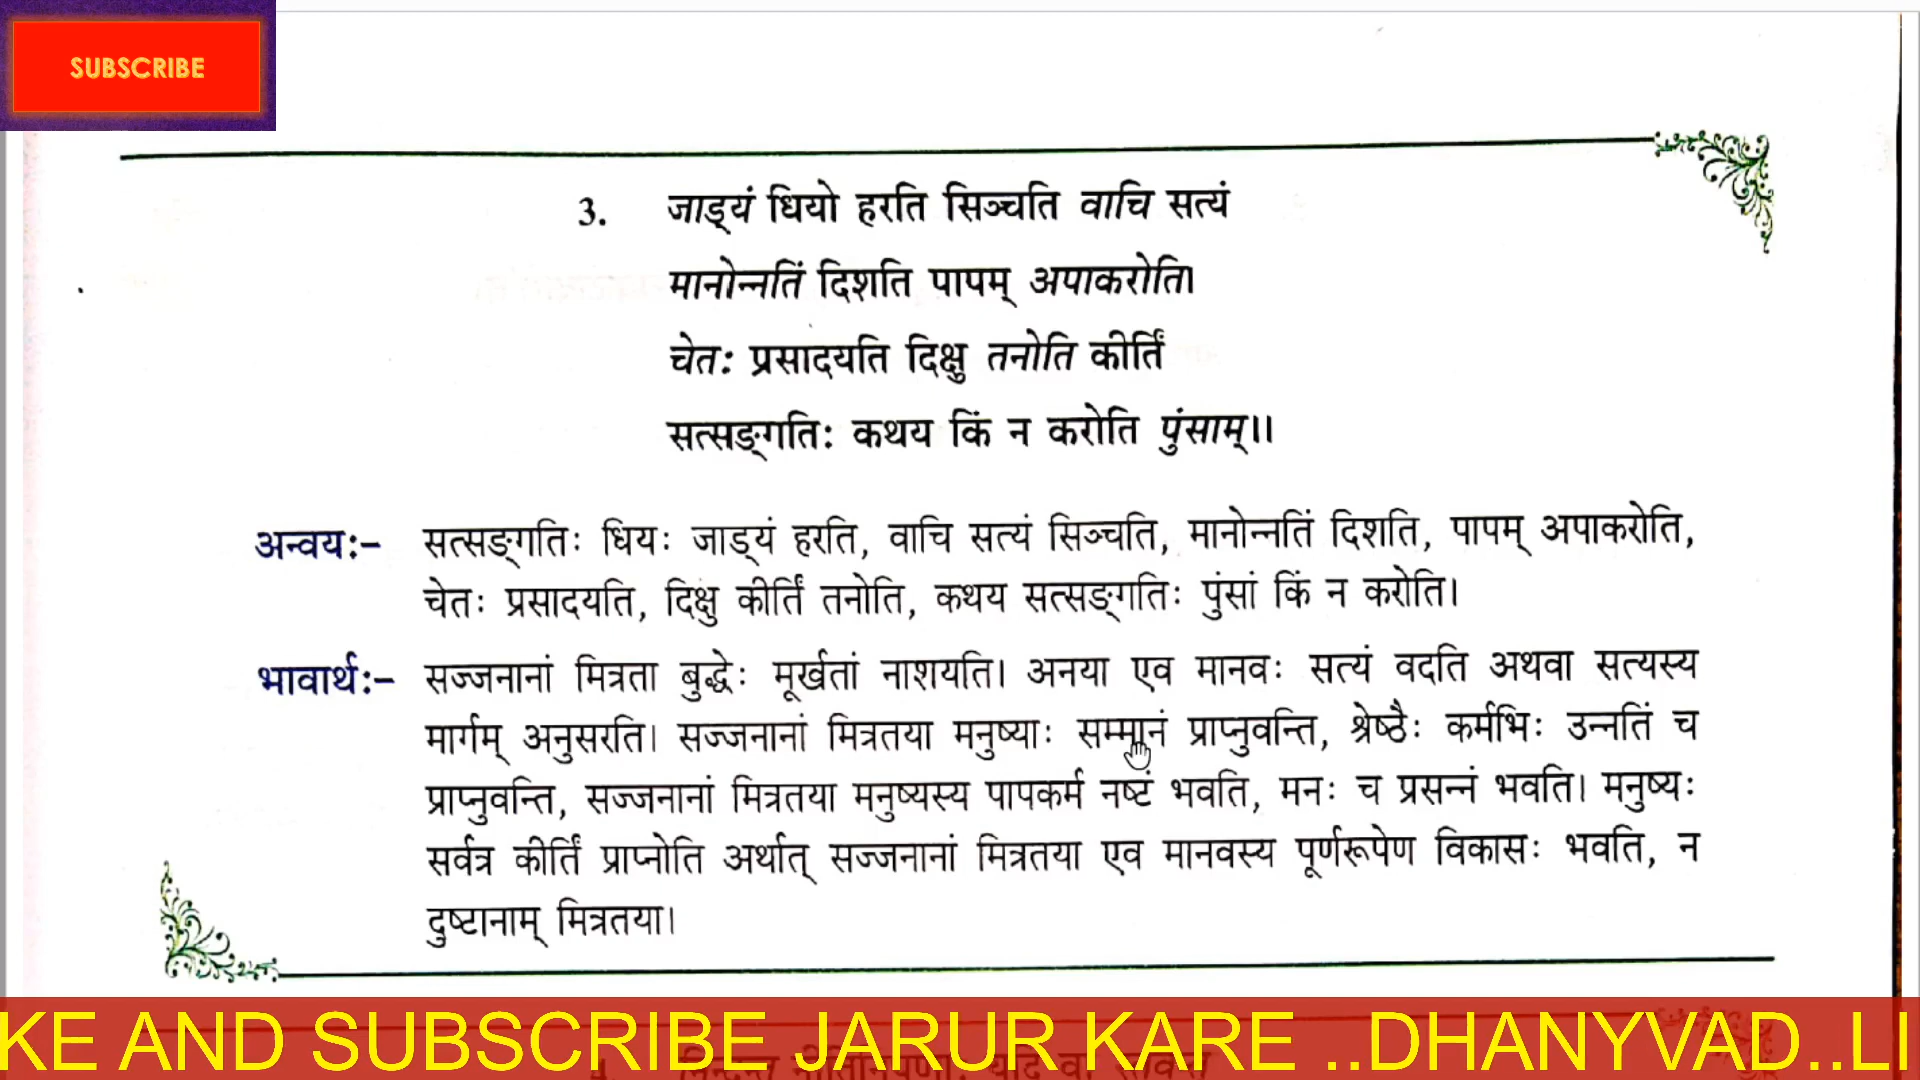 SUBSCRIBE
3. जाड्यं धियो हरति सिञ्चति वाचि सत्यं
मानोन्नतिं दिशति पापम् अपाकरोति।
चेतः प्रसादयति दिक्षु तनोति कीर्तिं
सत्सङ्गतिः कथय किं न करोति पुंसाम्।।
अन्वयः- सत्सङ्गतिः धियः जाड्यं हरति, वाचि सत्यं सिञ्चति, मानोन्नतिं दिशति, पापम् अपाकरोति,
चेतः प्रसादयति, दिक्षु कीर्तिं तनोति, कथय सत्सङ्गतिः पुंसां किं न करोति।
भावार्थः- सज्जनानां मित्रता बुद्धेः मूर्खतां नाशयति। अनया एव मानवः सत्यं वदति अथवा सत्यस्य
मार्गम् अनुसरति। सज्जनानां मित्रतया मनुष्याः सम्मानं प्राप्नुवन्ति, श्रेष्ठैः कर्मभिः उन्नतिं च
प्राप्नुवन्ति, सज्जनानां मित्रतया मनुष्यस्य पापकर्म नष्टं भवति, मनः च प्रसन्नं भवति। मनुष्यः
सर्वत्र कीर्तिं प्राप्नोति अर्थात् सज्जनानां मित्रतया एव मानवस्य पूर्णरूपेण विकासः भवति, न
दुष्टानाम् मित्रतया।
KE AND SUBSCRIBE JARUR KARE ..DHANYVAD..LI